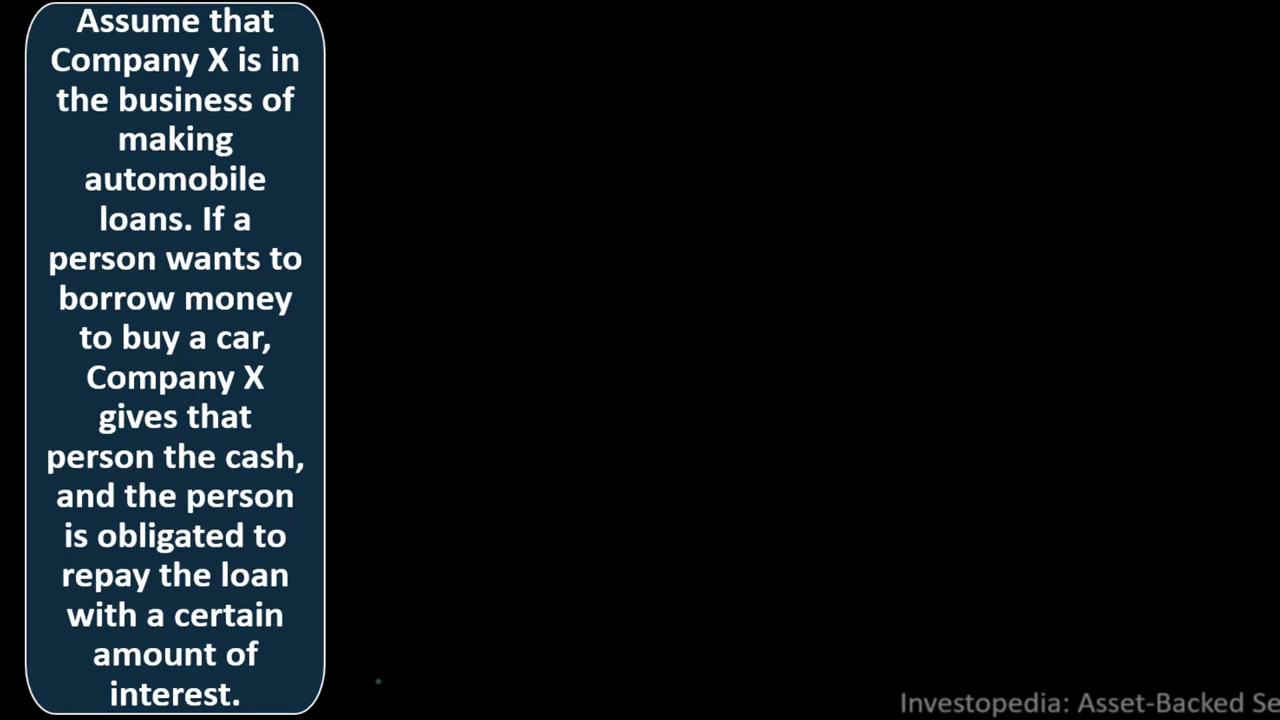 Assume that
Company X is in
the business of
making
automobile
loans. If a
person wants to
borrow money
to buy a car,
Company X
gives that
person the cash,
and the person
is obligated to
repay the loan
with a certain
amount of
interest.
Investopedia: Asset-Backed Se